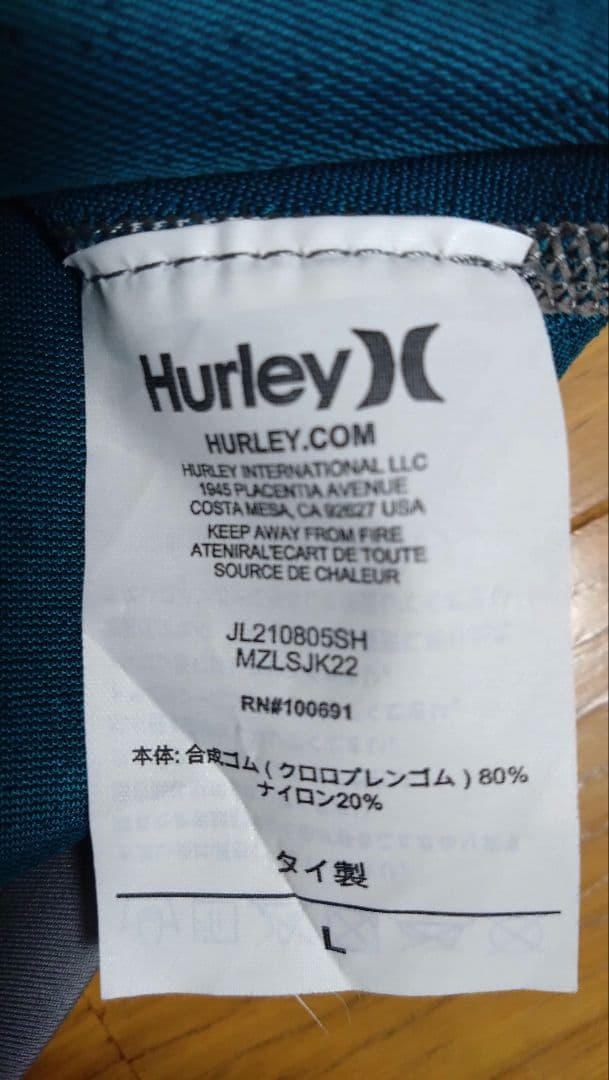 Hurley
HURLEY.COM
HURLEY INTERNATIONAL LLC
1945 PLACENTIA AVENUE
COSTA MESA, CA 92627 USA
KEEP AWAY FROM FIRE
ATENIRAL'ECART DE TOUTE
SOURCE DE CHALEUR
JL210805SH
MZLSJK22
RN#100691
本体: 合成ゴム ( クロロプレンゴム ) 80%
ナイロン20%
タイ製
L